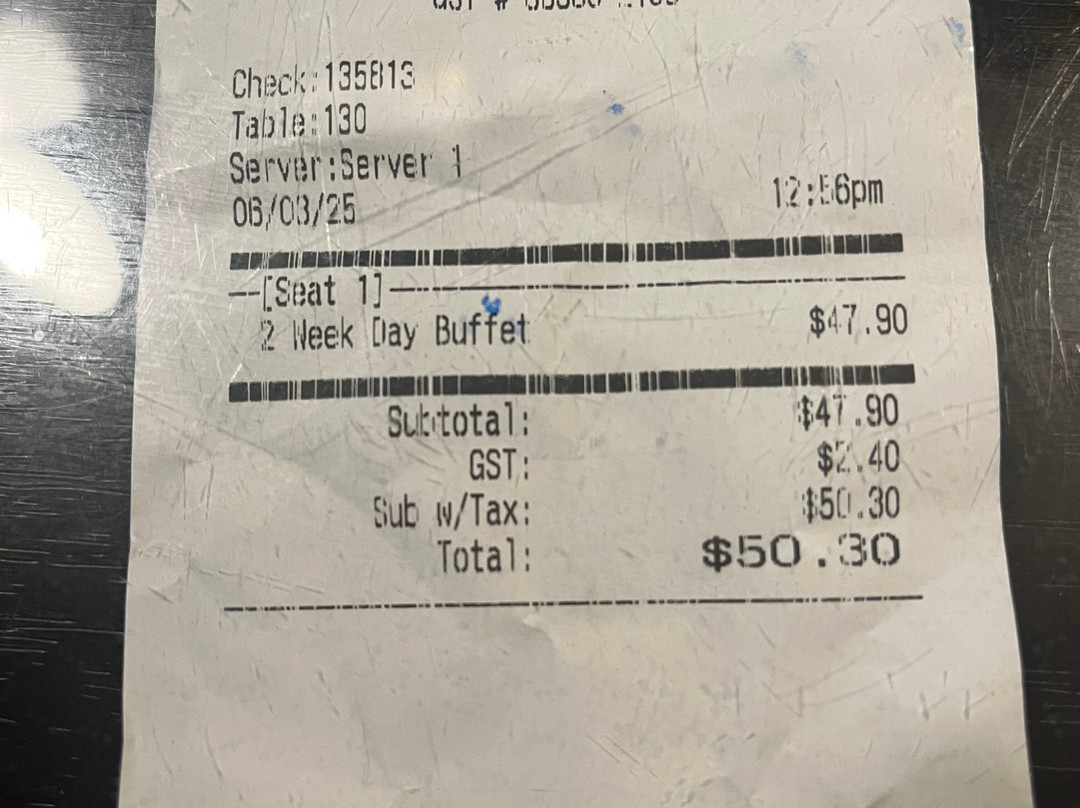 GST #
Check:135813
Table:130
Server:Server 1
06/03/25 12:56pm
[Seat 1]
2 Week Day Buffet $47.90
Subtotal: $47.90
GST: $2.40
Sub w/Tax: $50.30
Total: $50.30